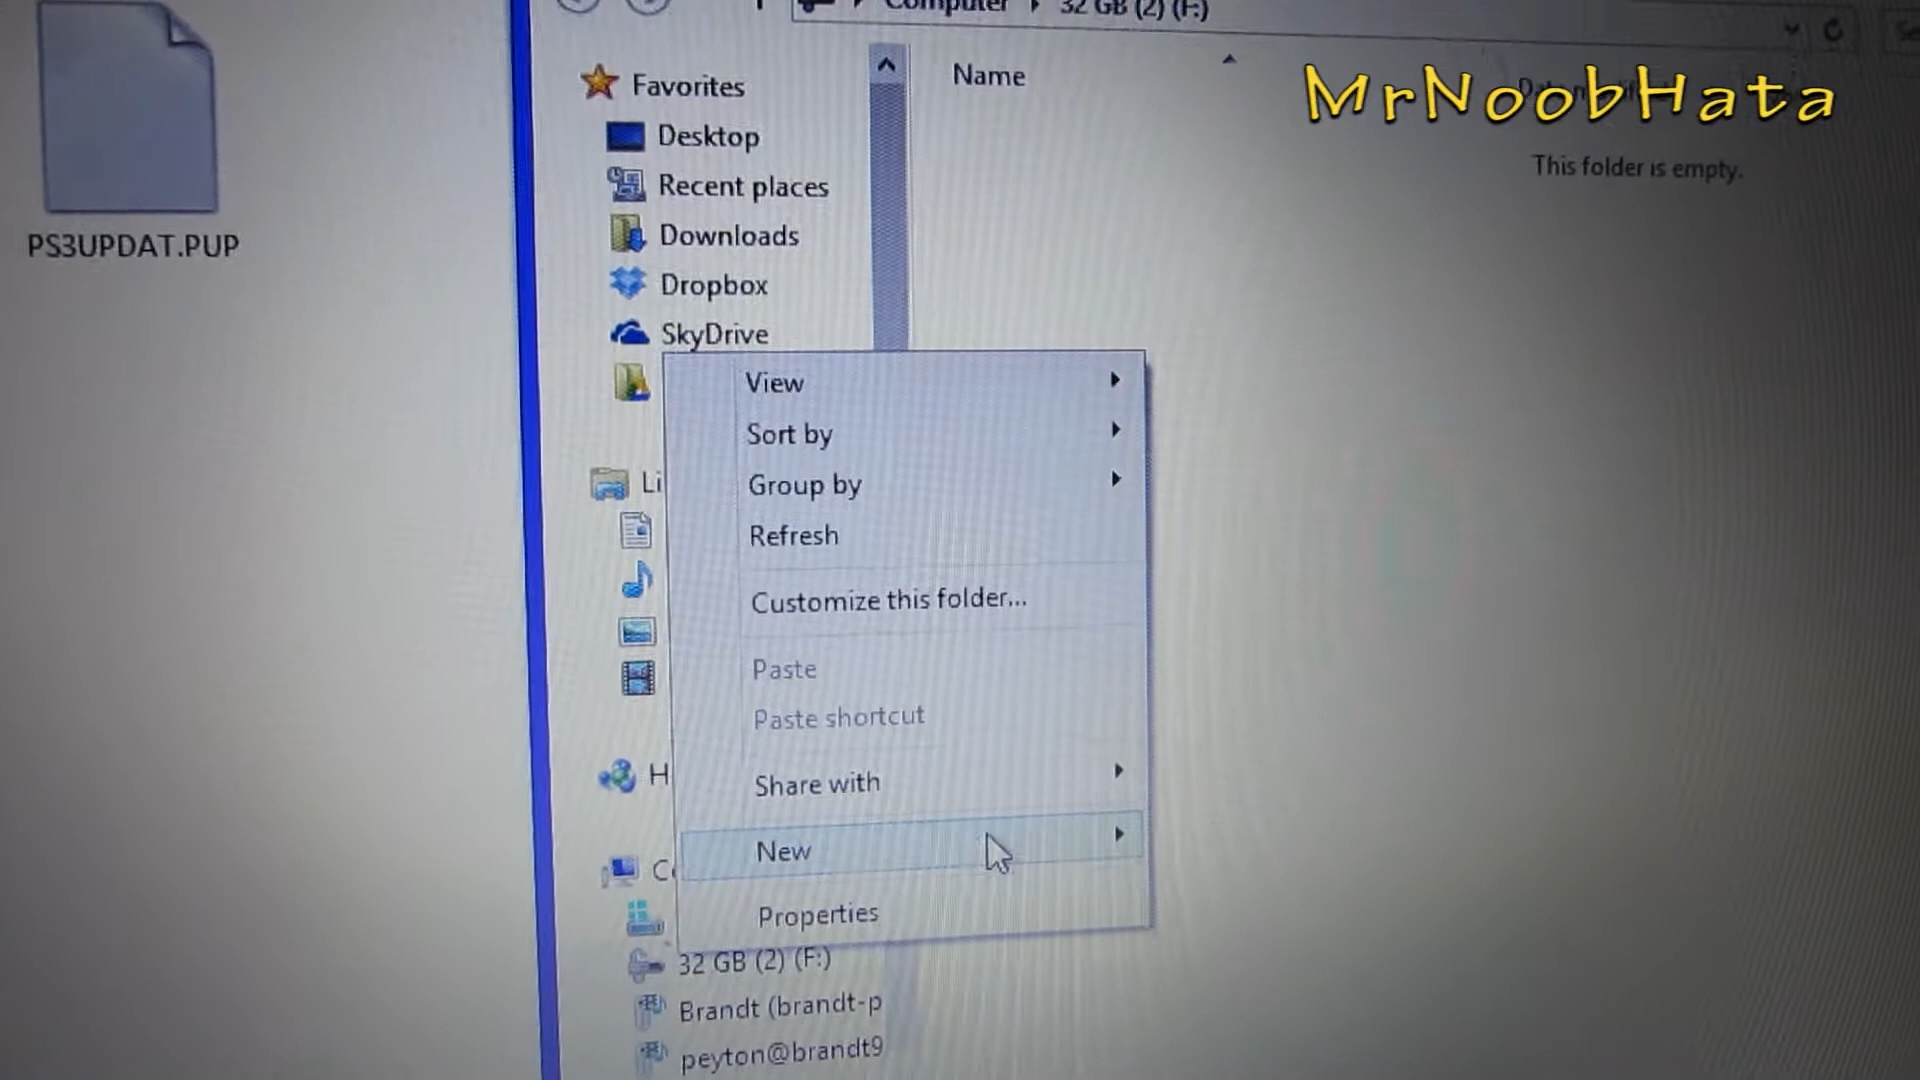 Computer 32 GB (2) (F:)
PS3UPDAT.PUP
Favorites
Desktop
Recent places
Downloads
Dropbox
SkyDrive
Li
H
Name
MrNoobHata
This folder is empty.
View
Sort by
Group by
Refresh
Customize this folder...
Paste
Paste shortcut
Share with
New
Properties
32 GB (2) (F:)
Brandt (brandt-p
peyton@brandt9